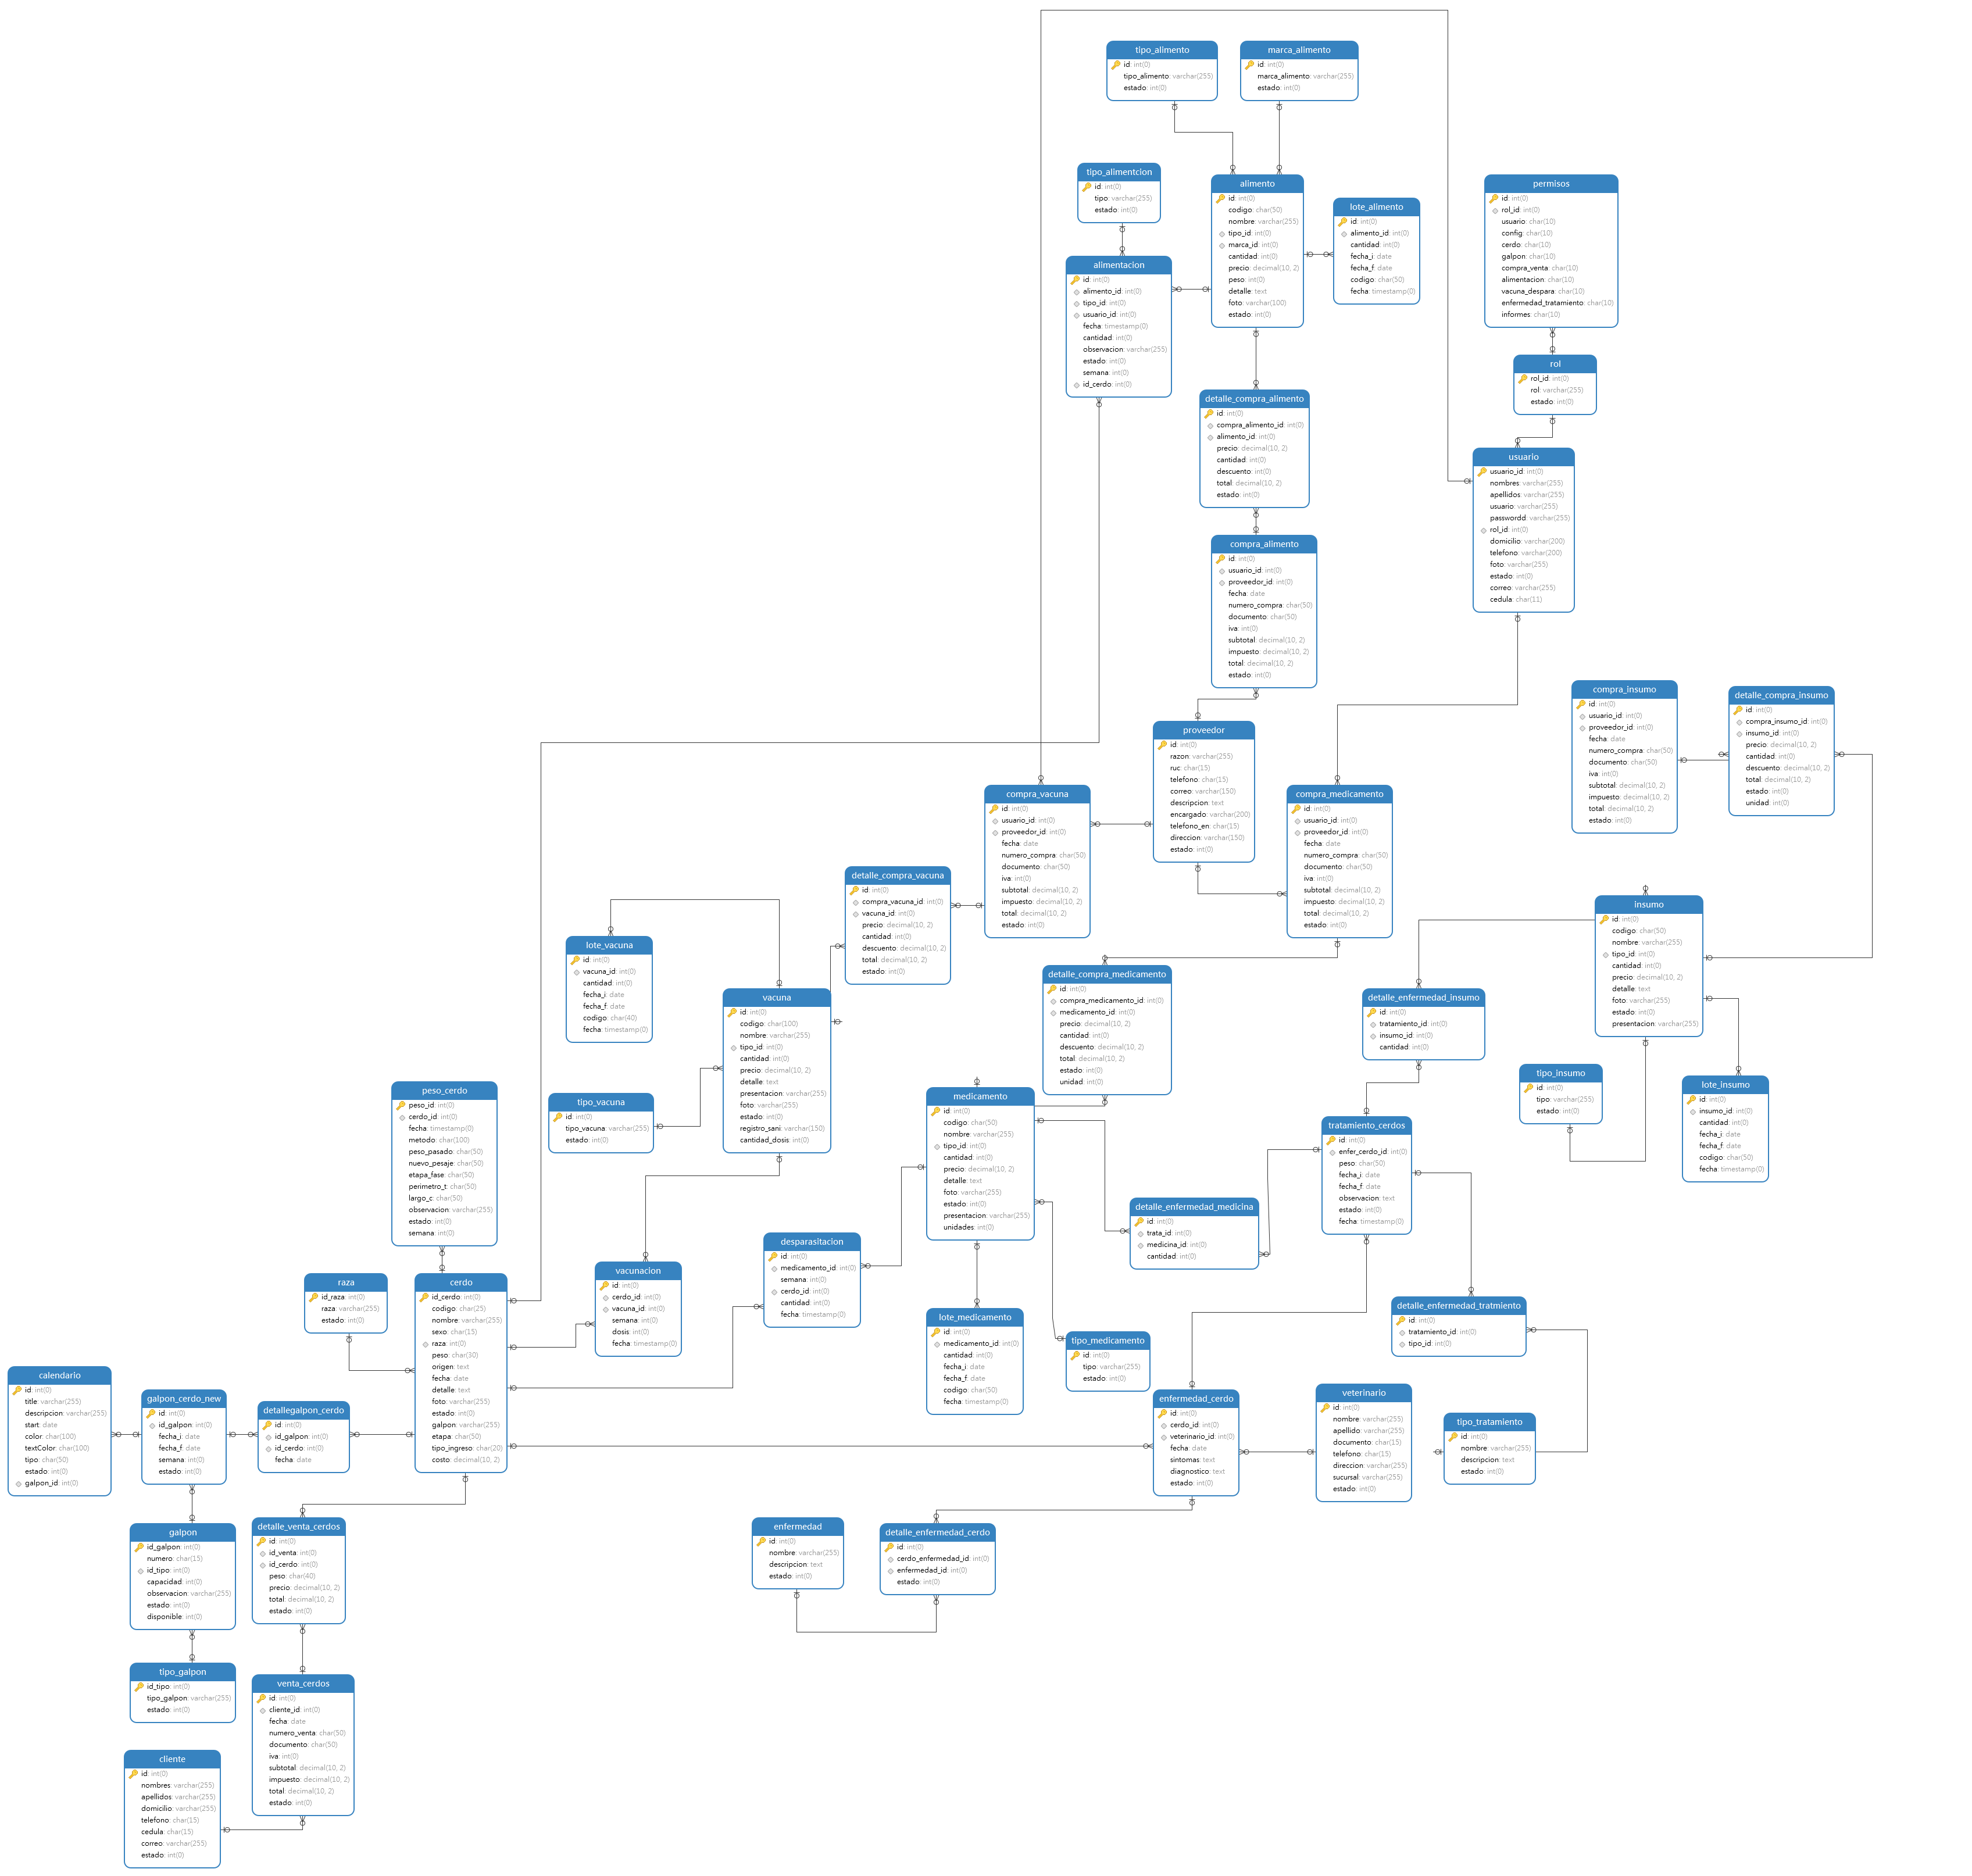 tipo_alimento
id: int(0)
tipo_alimento: varchar(255)
estado: int(0)
marca_alimento
id: int(0)
marca_alimento: varchar(255)
estado: int(0)
tipo_alimentcion
id: int(0)
tipo: varchar(255)
estado: int(0)
alimento
id: int(0)
codigo: char(50)
nombre: varchar(255)
tipo_id: int(0)
marca_id: int(0)
cantidad: int(0)
precio: decimal(10, 2)
peso: int(0)
detalle: text
foto: varchar(100)
estado: int(0)
lote_alimento
id: int(0)
alimento_id: int(0)
cantidad: int(0)
fecha_i: date
fecha_f: date
codigo: char(50)
fecha: timestamp(0)
permisos
id: int(0)
rol_id: int(0)
usuario: char(10)
config: char(10)
cerdo: char(10)
galpon: char(10)
compra_venta: char(10)
alimentacion: char(10)
vacuna_despara: char(10)
enfermedad_tratamiento: char(10)
informes: char(10)
alimentacion
id: int(0)
alimento_id: int(0)
tipo_id: int(0)
usuario_id: int(0)
fecha: timestamp(0)
cantidad: int(0)
observacion: varchar(255)
estado: int(0)
semana: int(0)
id_cerdo: int(0)
rol
rol_id: int(0)
rol: varchar(255)
estado: int(0)
detalle_compra_alimento
id: int(0)
compra_alimento_id: int(0)
alimento_id: int(0)
precio: decimal(10, 2)
cantidad: int(0)
descuento: int(0)
total: decimal(10, 2)
estado: int(0)
usuario
usuario_id: int(0)
nombres: varchar(255)
apellidos: varchar(255)
usuario: varchar(255)
passwordd: varchar(255)
rol_id: int(0)
domicilio: varchar(200)
telefono: varchar(200)
foto: varchar(255)
estado: int(0)
correo: varchar(255)
cedula: char(11)
compra_alimento
id: int(0)
usuario_id: int(0)
proveedor_id: int(0)
fecha: date
numero_compra: char(50)
documento: char(50)
iva: int(0)
subtotal: decimal(10, 2)
impuesto: decimal(10, 2)
total: decimal(10, 2)
estado: int(0)
compra_insumo
id: int(0)
usuario_id: int(0)
proveedor_id: int(0)
fecha: date
numero_compra: char(50)
documento: char(50)
iva: int(0)
subtotal: decimal(10, 2)
impuesto: decimal(10, 2)
total: decimal(10, 2)
estado: int(0)
detalle_compra_insumo
id: int(0)
compra_insumo_id: int(0)
insumo_id: int(0)
precio: decimal(10, 2)
cantidad: int(0)
descuento: decimal(10, 2)
total: decimal(10, 2)
estado: int(0)
unidad: int(0)
proveedor
id: int(0)
razon: varchar(255)
ruc: char(15)
telefono: char(15)
correo: varchar(150)
descripcion: text
encargado: varchar(200)
telefono_en: char(15)
direccion: varchar(150)
estado: int(0)
compra_vacuna
id: int(0)
usuario_id: int(0)
proveedor_id: int(0)
fecha: date
numero_compra: char(50)
documento: char(50)
iva: int(0)
subtotal: decimal(10, 2)
impuesto: decimal(10, 2)
total: decimal(10, 2)
estado: int(0)
compra_medicamento
id: int(0)
usuario_id: int(0)
proveedor_id: int(0)
fecha: date
numero_compra: char(50)
documento: char(50)
iva: int(0)
subtotal: decimal(10, 2)
impuesto: decimal(10, 2)
total: decimal(10, 2)
estado: int(0)
detalle_compra_vacuna
id: int(0)
compra_vacuna_id: int(0)
vacuna_id: int(0)
precio: decimal(10, 2)
cantidad: int(0)
descuento: decimal(10, 2)
total: decimal(10, 2)
estado: int(0)
insumo
id: int(0)
codigo: char(50)
nombre: varchar(255)
tipo_id: int(0)
cantidad: int(0)
precio: decimal(10, 2)
detalle: text
foto: varchar(255)
estado: int(0)
presentacion: varchar(255)
lote_vacuna
id: int(0)
vacuna_id: int(0)
cantidad: int(0)
fecha_i: date
fecha_f: date
codigo: char(40)
fecha: timestamp(0)
detalle_compra_medicamento
id: int(0)
compra_medicamento_id: int(0)
medicamento_id: int(0)
precio: decimal(10, 2)
cantidad: int(0)
descuento: decimal(10, 2)
total: decimal(10, 2)
estado: int(0)
unidad: int(0)
vacuna
id: int(0)
codigo: char(100)
nombre: varchar(255)
tipo_id: int(0)
cantidad: int(0)
precio: decimal(10, 2)
detalle: text
presentacion: varchar(255)
foto: varchar(255)
estado: int(0)
registro_sani: varchar(150)
cantidad_dosis: int(0)
detalle_enfermedad_insumo
id: int(0)
tratamiento_id: int(0)
insumo_id: int(0)
cantidad: int(0)
tipo_insumo
id: int(0)
tipo: varchar(255)
estado: int(0)
lote_insumo
id: int(0)
insumo_id: int(0)
cantidad: int(0)
fecha_i: date
fecha_f: date
codigo: char(50)
fecha: timestamp(0)
peso_cerdo
peso_id: int(0)
cerdo_id: int(0)
fecha: timestamp(0)
metodo: char(100)
peso_pasado: char(50)
nuevo_pesaje: char(50)
etapa_fase: char(50)
perimetro_t: char(50)
largo_c: char(50)
observacion: varchar(255)
estado: int(0)
semana: int(0)
tipo_vacuna
id: int(0)
tipo_vacuna: varchar(255)
estado: int(0)
medicamento
id: int(0)
codigo: char(50)
nombre: varchar(255)
tipo_id: int(0)
cantidad: int(0)
precio: decimal(10, 2)
detalle: text
foto: varchar(255)
estado: int(0)
presentacion: varchar(255)
unidades: int(0)
tratamiento_cerdos
id: int(0)
enfer_cerdo_id: int(0)
peso: char(50)
fecha_i: date
fecha_f: date
observacion: text
estado: int(0)
fecha: timestamp(0)
detalle_enfermedad_medicina
id: int(0)
trata_id: int(0)
medicina_id: int(0)
cantidad: int(0)
desparasitacion
id: int(0)
medicamento_id: int(0)
semana: int(0)
cerdo_id: int(0)
cantidad: int(0)
fecha: timestamp(0)
vacunacion
id: int(0)
cerdo_id: int(0)
vacuna_id: int(0)
semana: int(0)
dosis: int(0)
fecha: timestamp(0)
raza
id_raza: int(0)
raza: varchar(255)
estado: int(0)
cerdo
id_cerdo: int(0)
codigo: char(25)
nombre: varchar(255)
sexo: char(15)
raza: int(0)
peso: char(30)
origen: text
fecha: date
detalle: text
foto: varchar(255)
estado: int(0)
galpon: varchar(255)
etapa: char(50)
tipo_ingreso: char(20)
costo: decimal(10, 2)
lote_medicamento
id: int(0)
medicamento_id: int(0)
cantidad: int(0)
fecha_i: date
fecha_f: date
codigo: char(50)
fecha: timestamp(0)
tipo_medicamento
id: int(0)
tipo: varchar(255)
estado: int(0)
detalle_enfermedad_tratmiento
id: int(0)
tratamiento_id: int(0)
tipo_id: int(0)
calendario
id: int(0)
title: varchar(255)
descripcion: varchar(255)
start: date
color: char(100)
textColor: char(100)
tipo: char(50)
estado: int(0)
galpon_id: int(0)
galpon_cerdo_new
id: int(0)
id_galpon: int(0)
fecha_i: date
fecha_f: date
semana: int(0)
estado: int(0)
detallegalpon_cerdo
id: int(0)
id_galpon: int(0)
id_cerdo: int(0)
fecha: date
enfermedad_cerdo
id: int(0)
cerdo_id: int(0)
veterinario_id: int(0)
fecha: date
sintomas: text
diagnostico: text
estado: int(0)
veterinario
id: int(0)
nombre: varchar(255)
apellido: varchar(255)
documento: char(15)
telefono: char(15)
direccion: varchar(255)
sucursal: varchar(255)
estado: int(0)
tipo_tratamiento
id: int(0)
nombre: varchar(255)
descripcion: text
estado: int(0)
galpon
id_galpon: int(0)
numero: char(15)
id_tipo: int(0)
capacidad: int(0)
observacion: varchar(255)
estado: int(0)
disponible: int(0)
detalle_venta_cerdos
id: int(0)
id_venta: int(0)
id_cerdo: int(0)
peso: char(40)
precio: decimal(10, 2)
total: decimal(10, 2)
estado: int(0)
enfermedad
id: int(0)
nombre: varchar(255)
descripcion: text
estado: int(0)
detalle_enfermedad_cerdo
id: int(0)
cerdo_enfermedad_id: int(0)
enfermedad_id: int(0)
estado: int(0)
tipo_galpon
id_tipo: int(0)
tipo_galpon: varchar(255)
estado: int(0)
venta_cerdos
id: int(0)
cliente_id: int(0)
fecha: date
numero_venta: char(50)
documento: char(50)
iva: int(0)
subtotal: decimal(10, 2)
impuesto: decimal(10, 2)
total: decimal(10, 2)
estado: int(0)
cliente
id: int(0)
nombres: varchar(255)
apellidos: varchar(255)
domicilio: varchar(255)
telefono: char(15)
cedula: char(15)
correo: varchar(255)
estado: int(0)